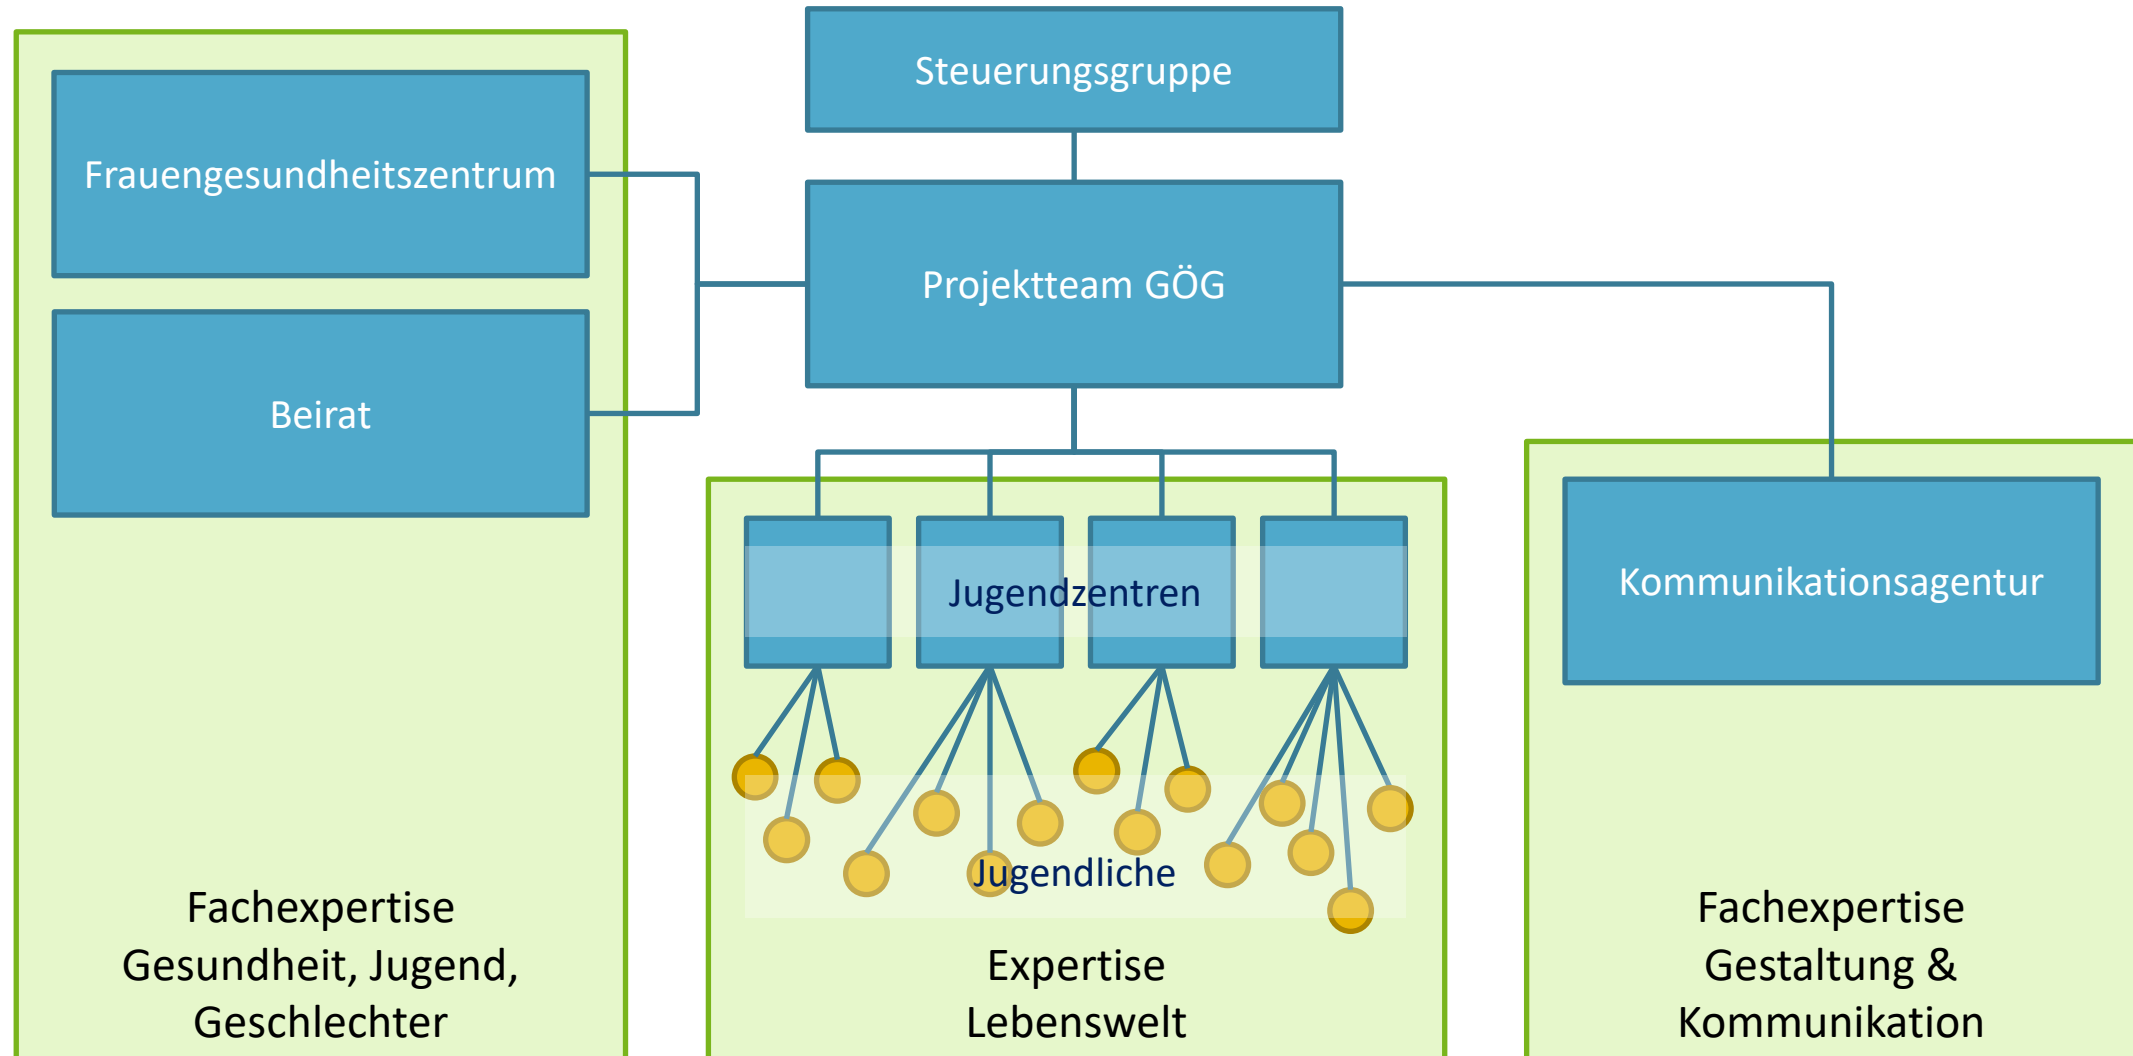 Steuerungsgruppe
Frauengesundheitszentrum
Projektteam GÖG
Beirat
Jugendzentren
Kommunikationsagentur
Jugendliche
Fachexpertise
Gesundheit, Jugend,
Geschlechter
Expertise
Lebenswelt
Fachexpertise
Gestaltung &
Kommunikation